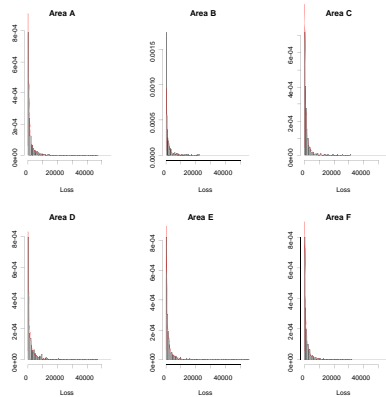 Area A
Area B
Area C
8e-04
6e-04
4e-04
2e-04
0e+00
0.0015
0.0010
0.0005
0.0000
6e-04
4e-04
2e-04
0e+00
0 20000 40000
0 20000 40000
0 20000 40000
Loss
Loss
Loss
Area D
Area E
Area F
8e-04
6e-04
4e-04
2e-04
0e+00
8e-04
6e-04
4e-04
2e-04
0e+00
8e-04
6e-04
4e-04
2e-04
0e+00
0 20000 40000
0 20000 40000
0 20000 40000
Loss
Loss
Loss